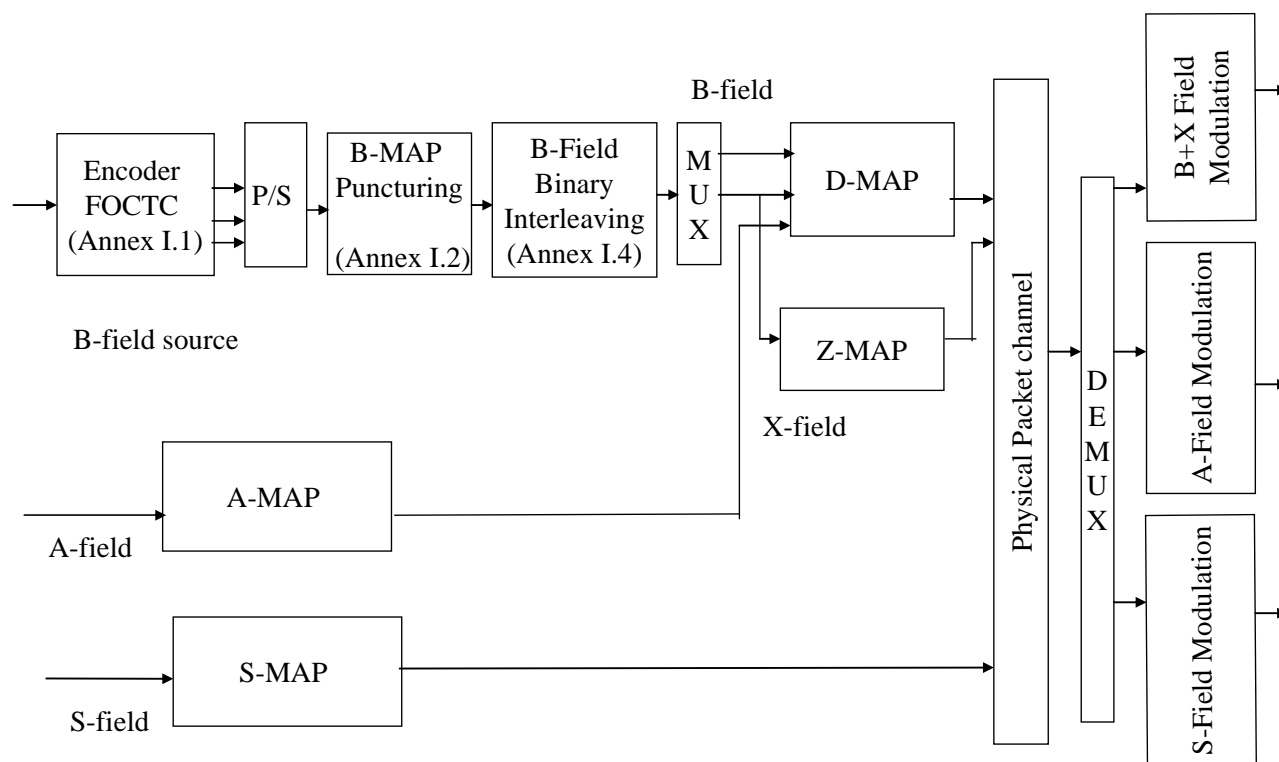 B-field
Encoder
FOCTC
(Annex I.1)
P/S
B-MAP
Puncturing
(Annex I.2)
B-Field
Binary
Interleaving
(Annex I.4)
M
U
X
D-MAP
B-field source
Z-MAP
X-field
A-MAP
A-field
S-MAP
S-field
Physical Packet channel
D
E
M
U
X
B+X Field
Modulation
A-Field Modulation
S-Field Modulation